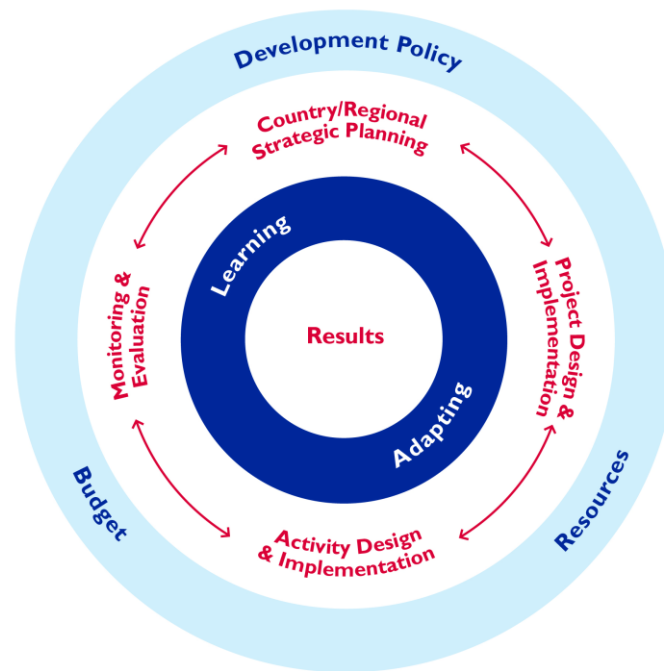 Development Policy
Country/Regional
Strategic Planning
Learning
Monitoring &
Evaluation
Results
Project Design &
Implementation
Adapting
Budget
Resources
Activity Design
& Implementation